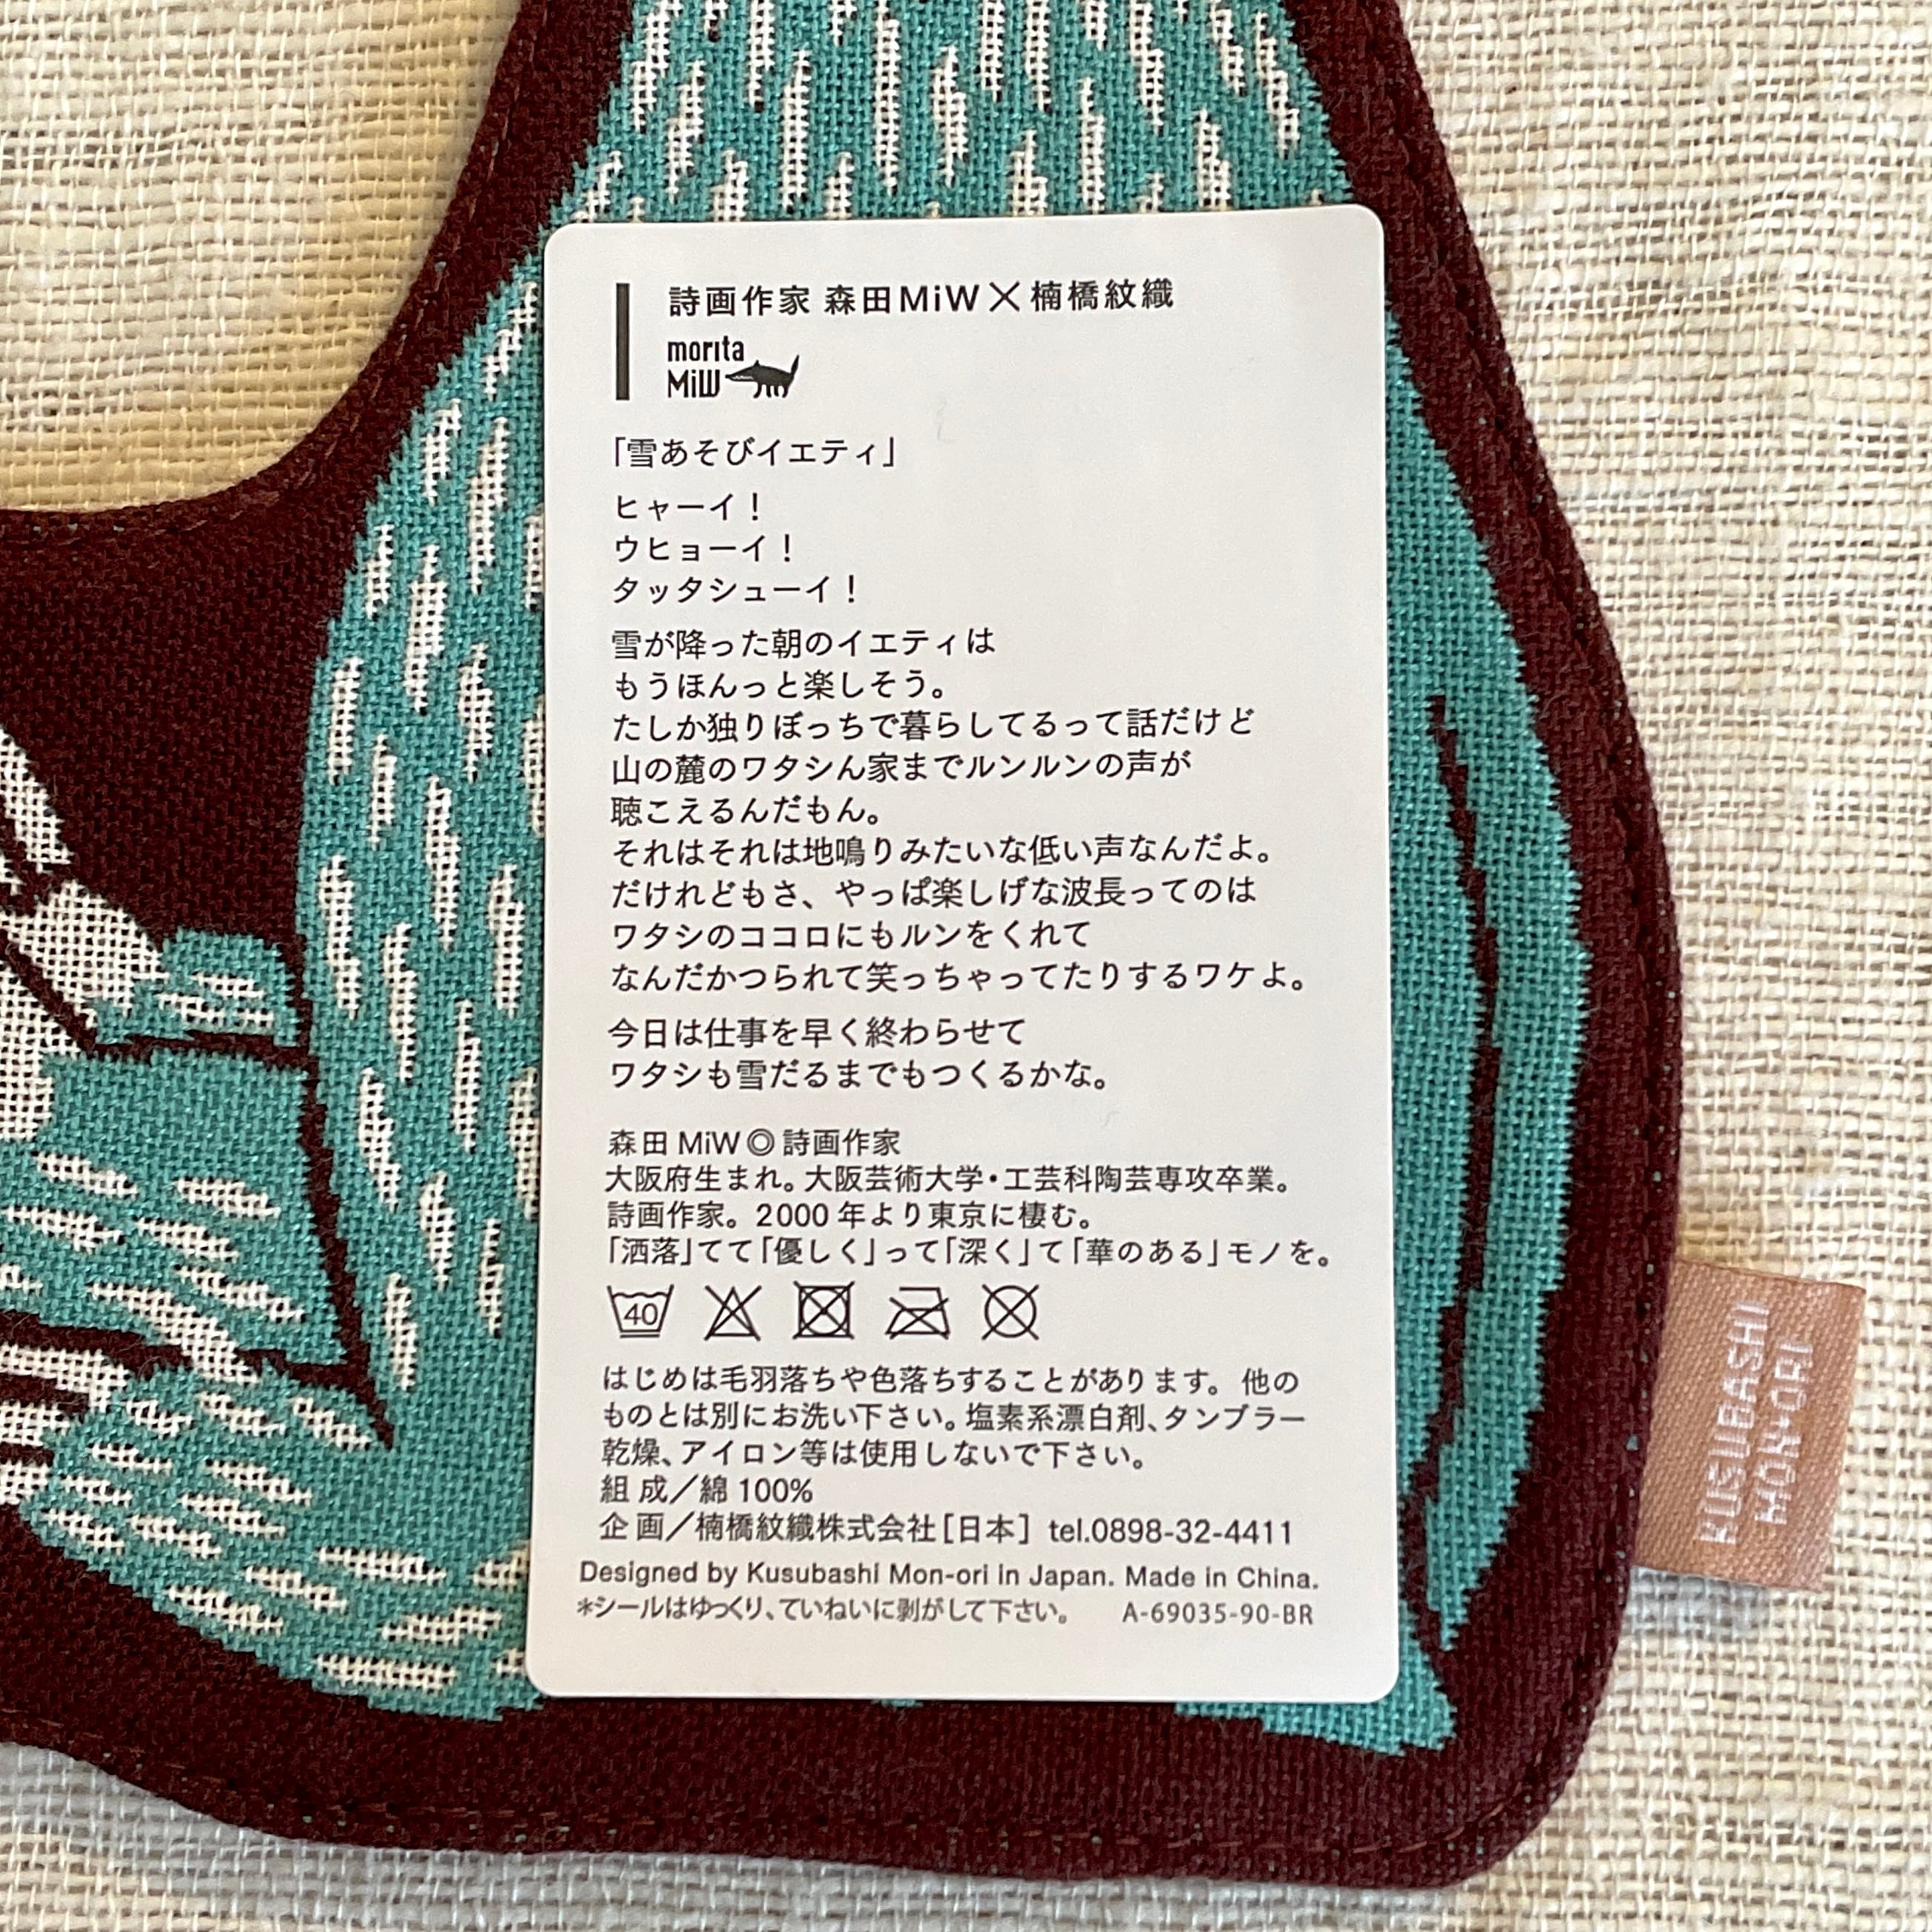 詩画作家 森田MiW×楠橋紋織
morita
MiW
「雪あそびイエティ」
ヒャーイ！
ウヒョーイ！
タッタシューイ！
雪が降った朝のイエティは
もうほんっと楽しそう。
たしか独りぼっちで暮らしてるって話だけど
山の麓のワタシん家までルンルンの声が
聴こえるんだもん。
それはそれは地鳴りみたいな低い声なんだよ。
だけれどもさ、やっぱ楽しげな波長ってのは
ワタシのココロにもルンをくれて
なんだかつられて笑っちゃってたりするワケよ。
今日は仕事を早く終わらせて
ワタシも雪だるまでもつくるかな。
森田 MiW◎詩画作家
大阪府生まれ。大阪芸術大学・工芸科陶芸専攻卒業。
詩画作家。2000 年より東京に棲む。
「洒落」てて「優しく」って「深く」て「華のある」モノを。
40
はじめは毛羽落ちや色落ちすることがあります。他の
ものとは別にお洗い下さい。塩素系漂白剤、タンブラー
乾燥、アイロン等は使用しないで下さい。
組 成／綿 100%
企 画／楠橋紋織株式会社［日本］ tel.0898-32-4411
Designed by Kusubashi Mon-ori in Japan. Made in China.
＊シールはゆっくり、ていねいに剥がして下さい。 A-69035-90-BR
KUSUBASHI
MON-ORI